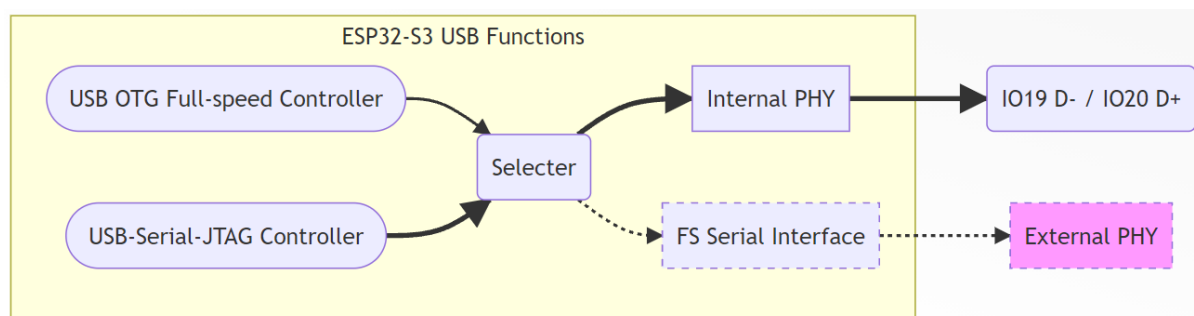 ESP32-S3 USB Functions
USB OTG Full-speed Controller
Internal PHY
IO19 D- / IO20 D+
Selecter
USB-Serial-JTAG Controller
FS Serial Interface
External PHY